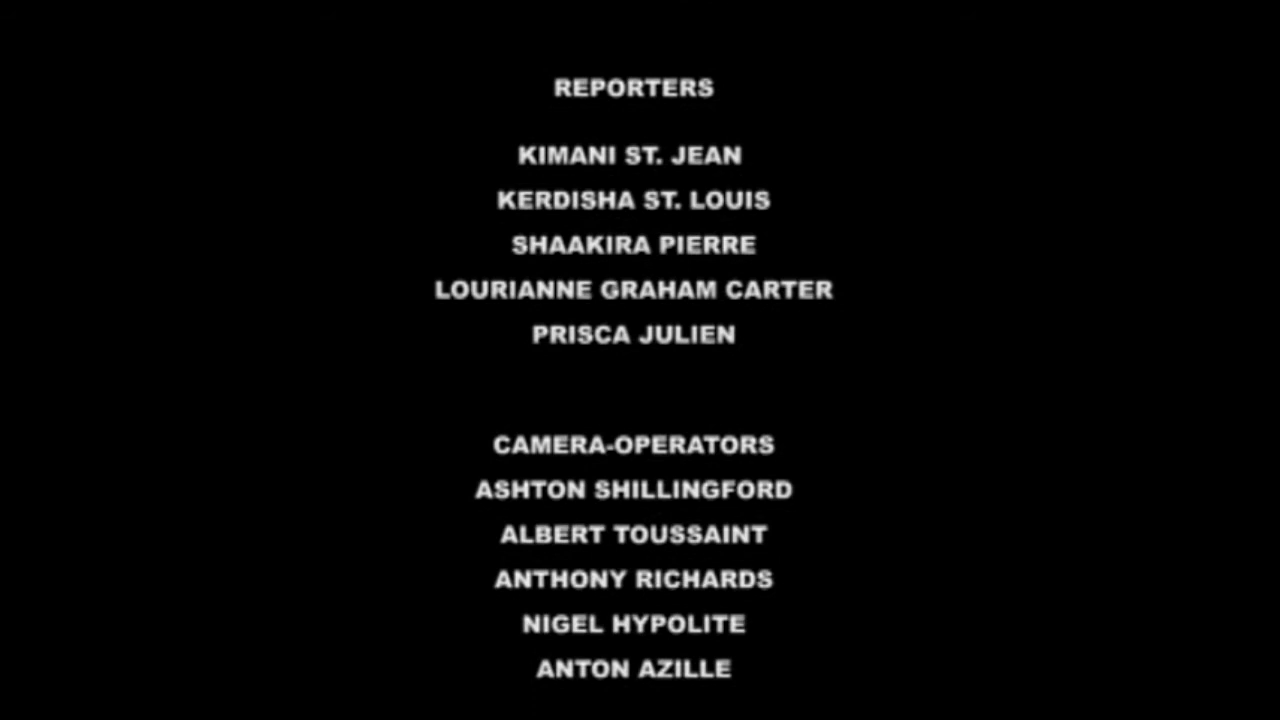 REPORTERS
KIMANI ST. JEAN
KERDISHA ST. LOUIS
SHAAKIRA PIERRE
LOURIANNE GRAHAM CARTER
PRISCA JULIEN
CAMERA-OPERATORS
ASHTON SHILLINGFORD
ALBERT TOUSSAINT
ANTHONY RICHARDS
NIGEL HYPOLITE
ANTON AZILLE